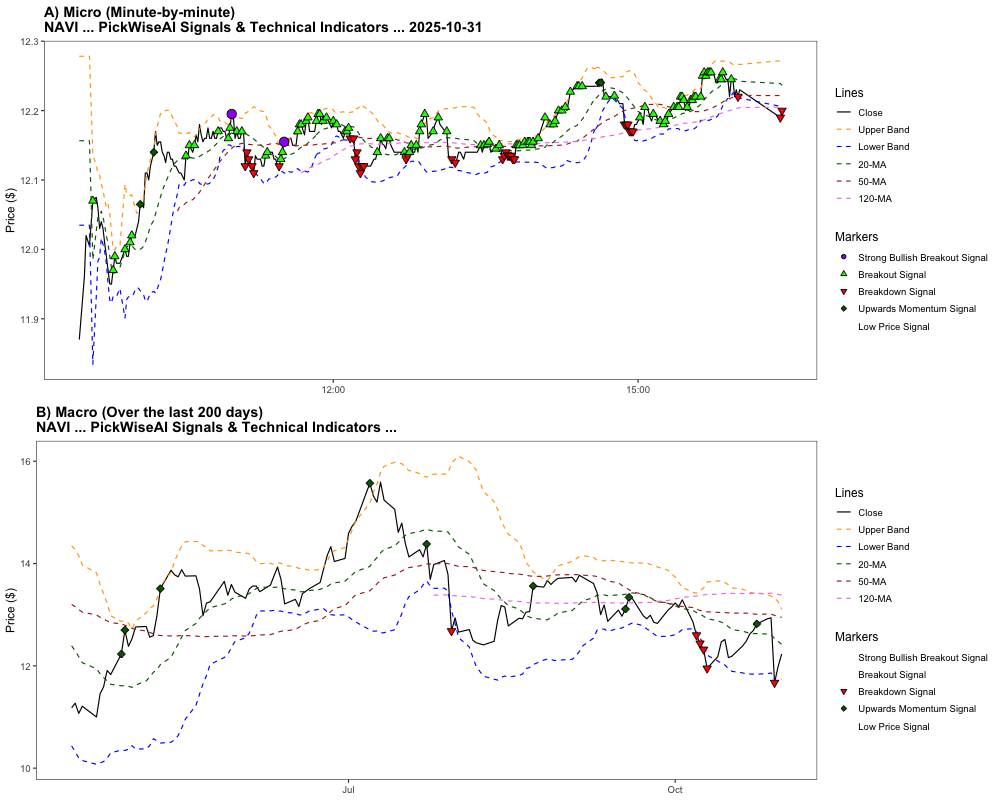 A) Micro (Minute-by-minute)
NAVI ... PickWiseAI Signals & Technical Indicators ... 2025-10-31
Price ($)
12.3
12.2
12.1
12.0
11.9
12:00
15:00
Lines
Close
Upper Band
Lower Band
20-MA
50-MA
120-MA
Markers
Strong Bullish Breakout Signal
Breakout Signal
Breakdown Signal
Upwards Momentum Signal
Low Price Signal
B) Macro (Over the last 200 days)
NAVI ... PickWiseAI Signals & Technical Indicators ...
Price ($)
16
14
12
10
Jul
Oct
Lines
Close
Upper Band
Lower Band
20-MA
50-MA
120-MA
Markers
Strong Bullish Breakout Signal
Breakout Signal
Breakdown Signal
Upwards Momentum Signal
Low Price Signal